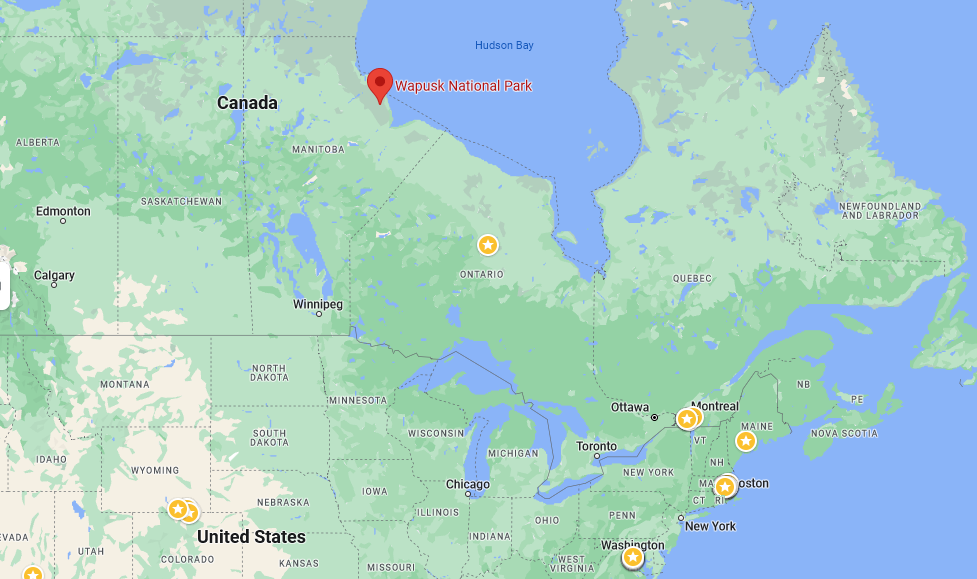 Hudson Bay
Wapusk National Park
Canada
ALBERTA
MANITOBA
SASKATCHEWAN
Edmonton
NEWFOUNDLAND
AND LABRADOR
Calgary
ONTARIO
QUEBEC
Winnipeg
NORTH
DAKOTA
MONTANA
NB
MINNESOTA
PE
Ottawa
Montreal
MAINE
NOVA SCOTIA
SOUTH
DAKOTA
WISCONSIN
VT
Toronto
MICHIGAN
IDAHO
NH
WYOMING
NEW YORK
Chicago
MA
oston
IOWA
NEBRASKA
CT
RI
ILLINOIS
PENN
OHIO
New York
United States
INDIANA
EVADA
UTAH
COLORADO
Washington
KANSAS
WEST
VIRGINIA
MISSOURI